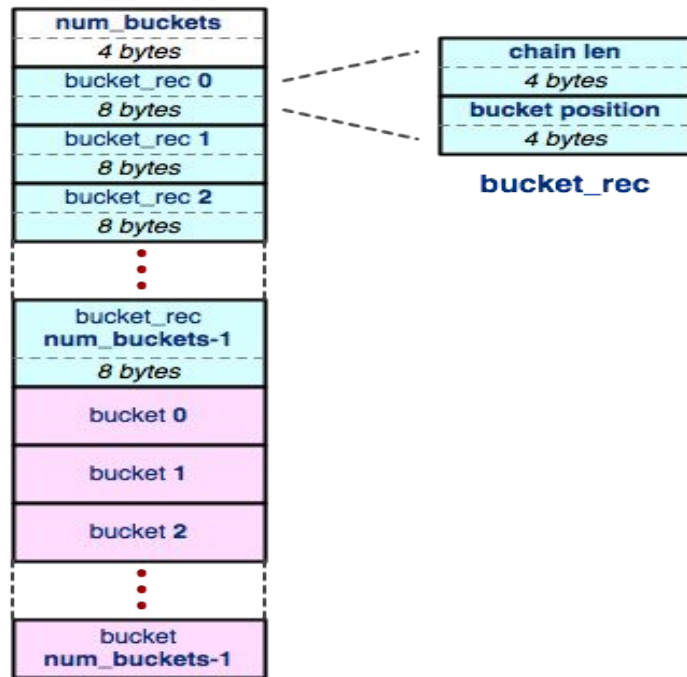 num_buckets
4 bytes
bucket_rec 0
8 bytes
bucket_rec 1
8 bytes
bucket_rec 2
8 bytes
bucket_rec
num_buckets-1
8 bytes
bucket 0
bucket 1
bucket 2
bucket
num_buckets-1
chain len
4 bytes
bucket position
4 bytes
bucket_rec